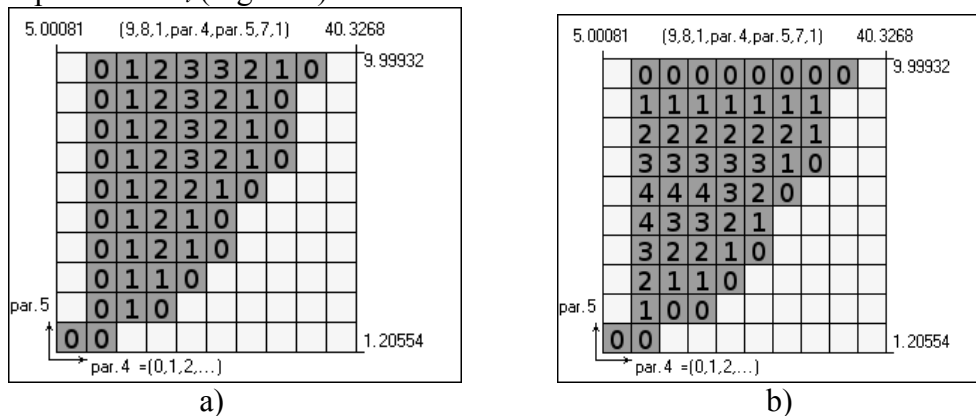 5.00081 (9,8,1,par.4,par.5,7,1) 40.3268
0 1 2 3 3 2 1 0 9.99932
0 1 2 3 2 1 0
0 1 2 3 2 1 0
0 1 2 3 2 1 0
0 1 2 2 1 0
0 1 2 1 0
0 1 2 1 0
0 1 1 0
par.5 0 1 0
0 0 1.20554
par.4 =(0,1,2,...)
a)
5.00081 (9,8,1,par.4,par.5,7,1) 40.3268
0 0 0 0 0 0 0 0 9.99932
1 1 1 1 1 1 1
2 2 2 2 2 2 1
3 3 3 3 3 1 0
4 4 4 3 2 0
4 3 3 2 1
3 2 2 1 0
2 1 1 0
par.5 1 0 0
0 0 1.20554
par.4 =(0,1,2,...)
b)